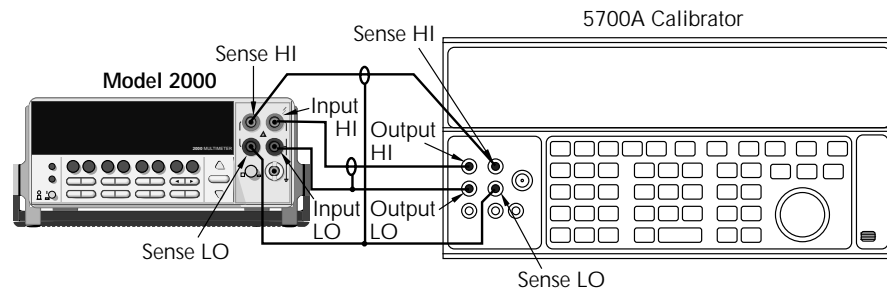 5700A Calibrator
Sense HI
Sense HI
Model 2000
Input
HI
Output
HI
2000 MULTIMETER
Input
LO
Output
LO
Sense LO
Sense LO